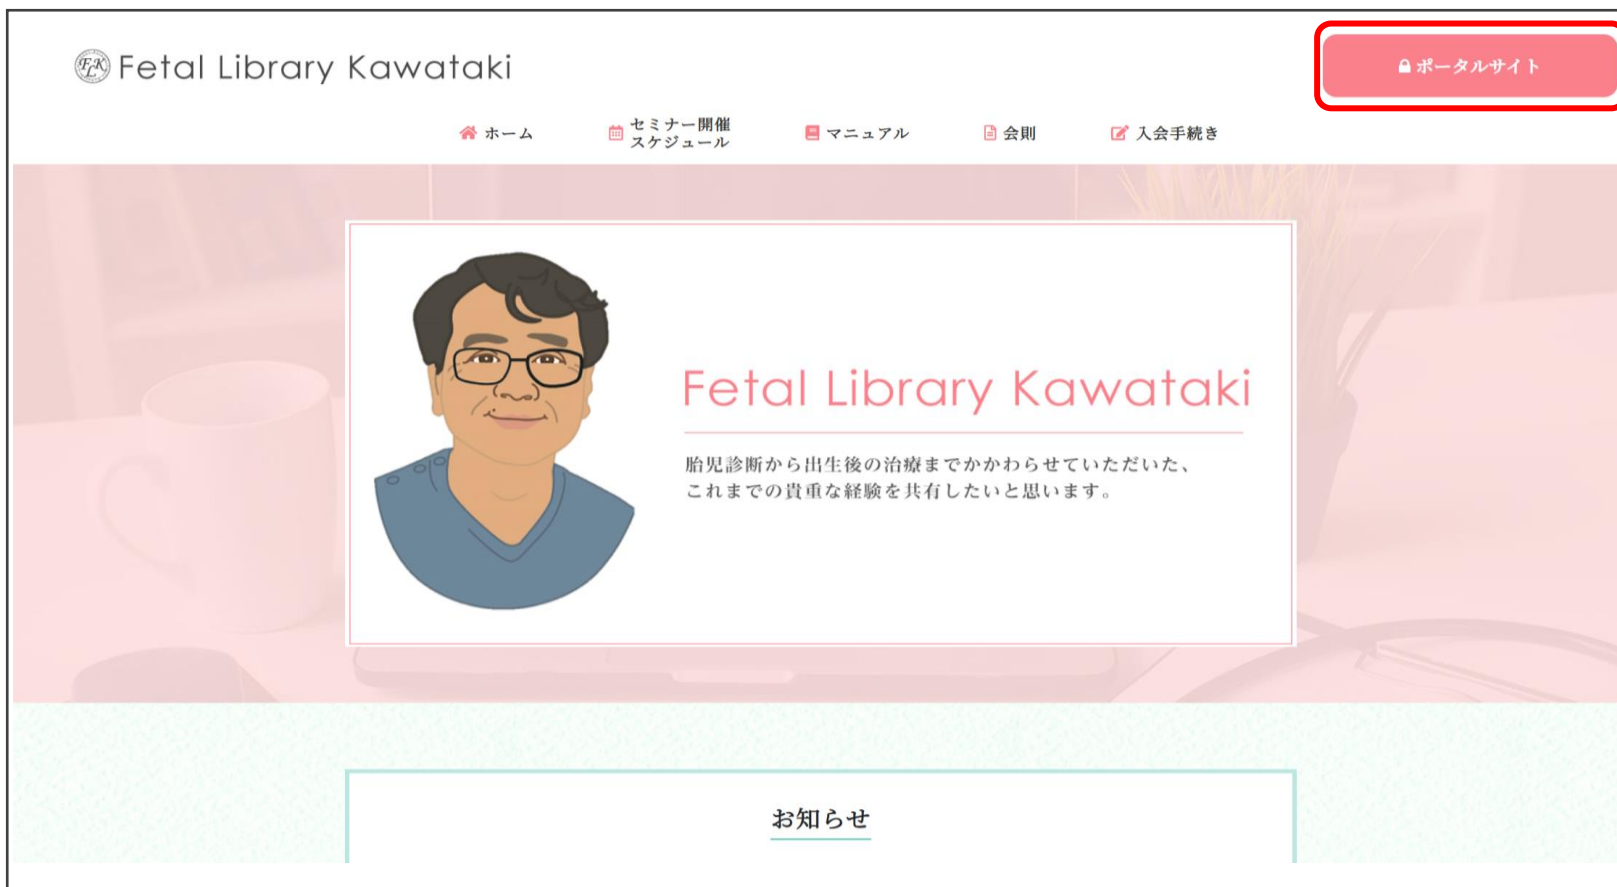 FLK Fetal Library Kawataki
ポータルサイト
ホーム
セミナー開催
スケジュール
マニュアル
会則
入会手続き
Fetal Library Kawataki
胎児診断から出生後の治療までかかわらせていただいた、
これまでの貴重な経験を共有したいと思います。
お知らせ